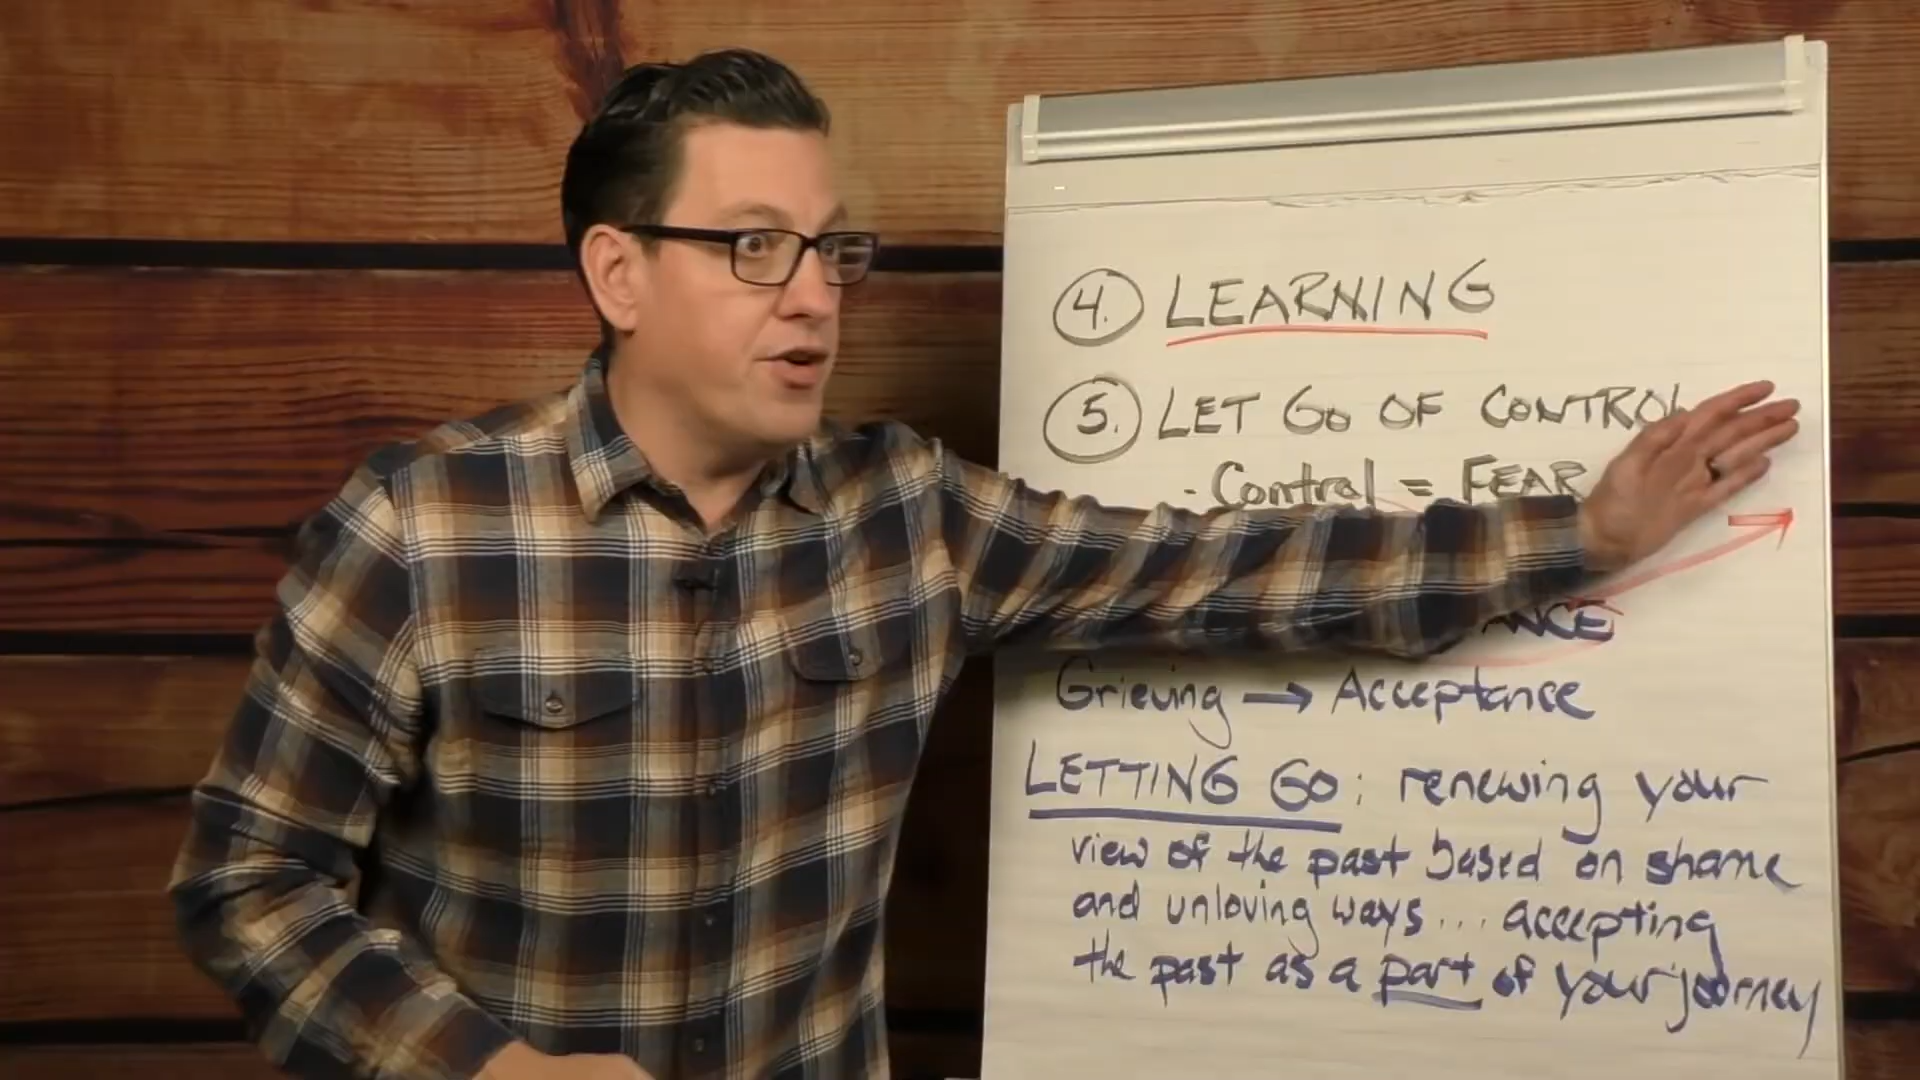 4. LEARNING
5. LET GO OF CONTROL
- Control = FEAR
Grieving → Acceptance
LETTING GO: renewing your
view of the past based on shame
and unloving ways... accepting
the past as a part of your journey